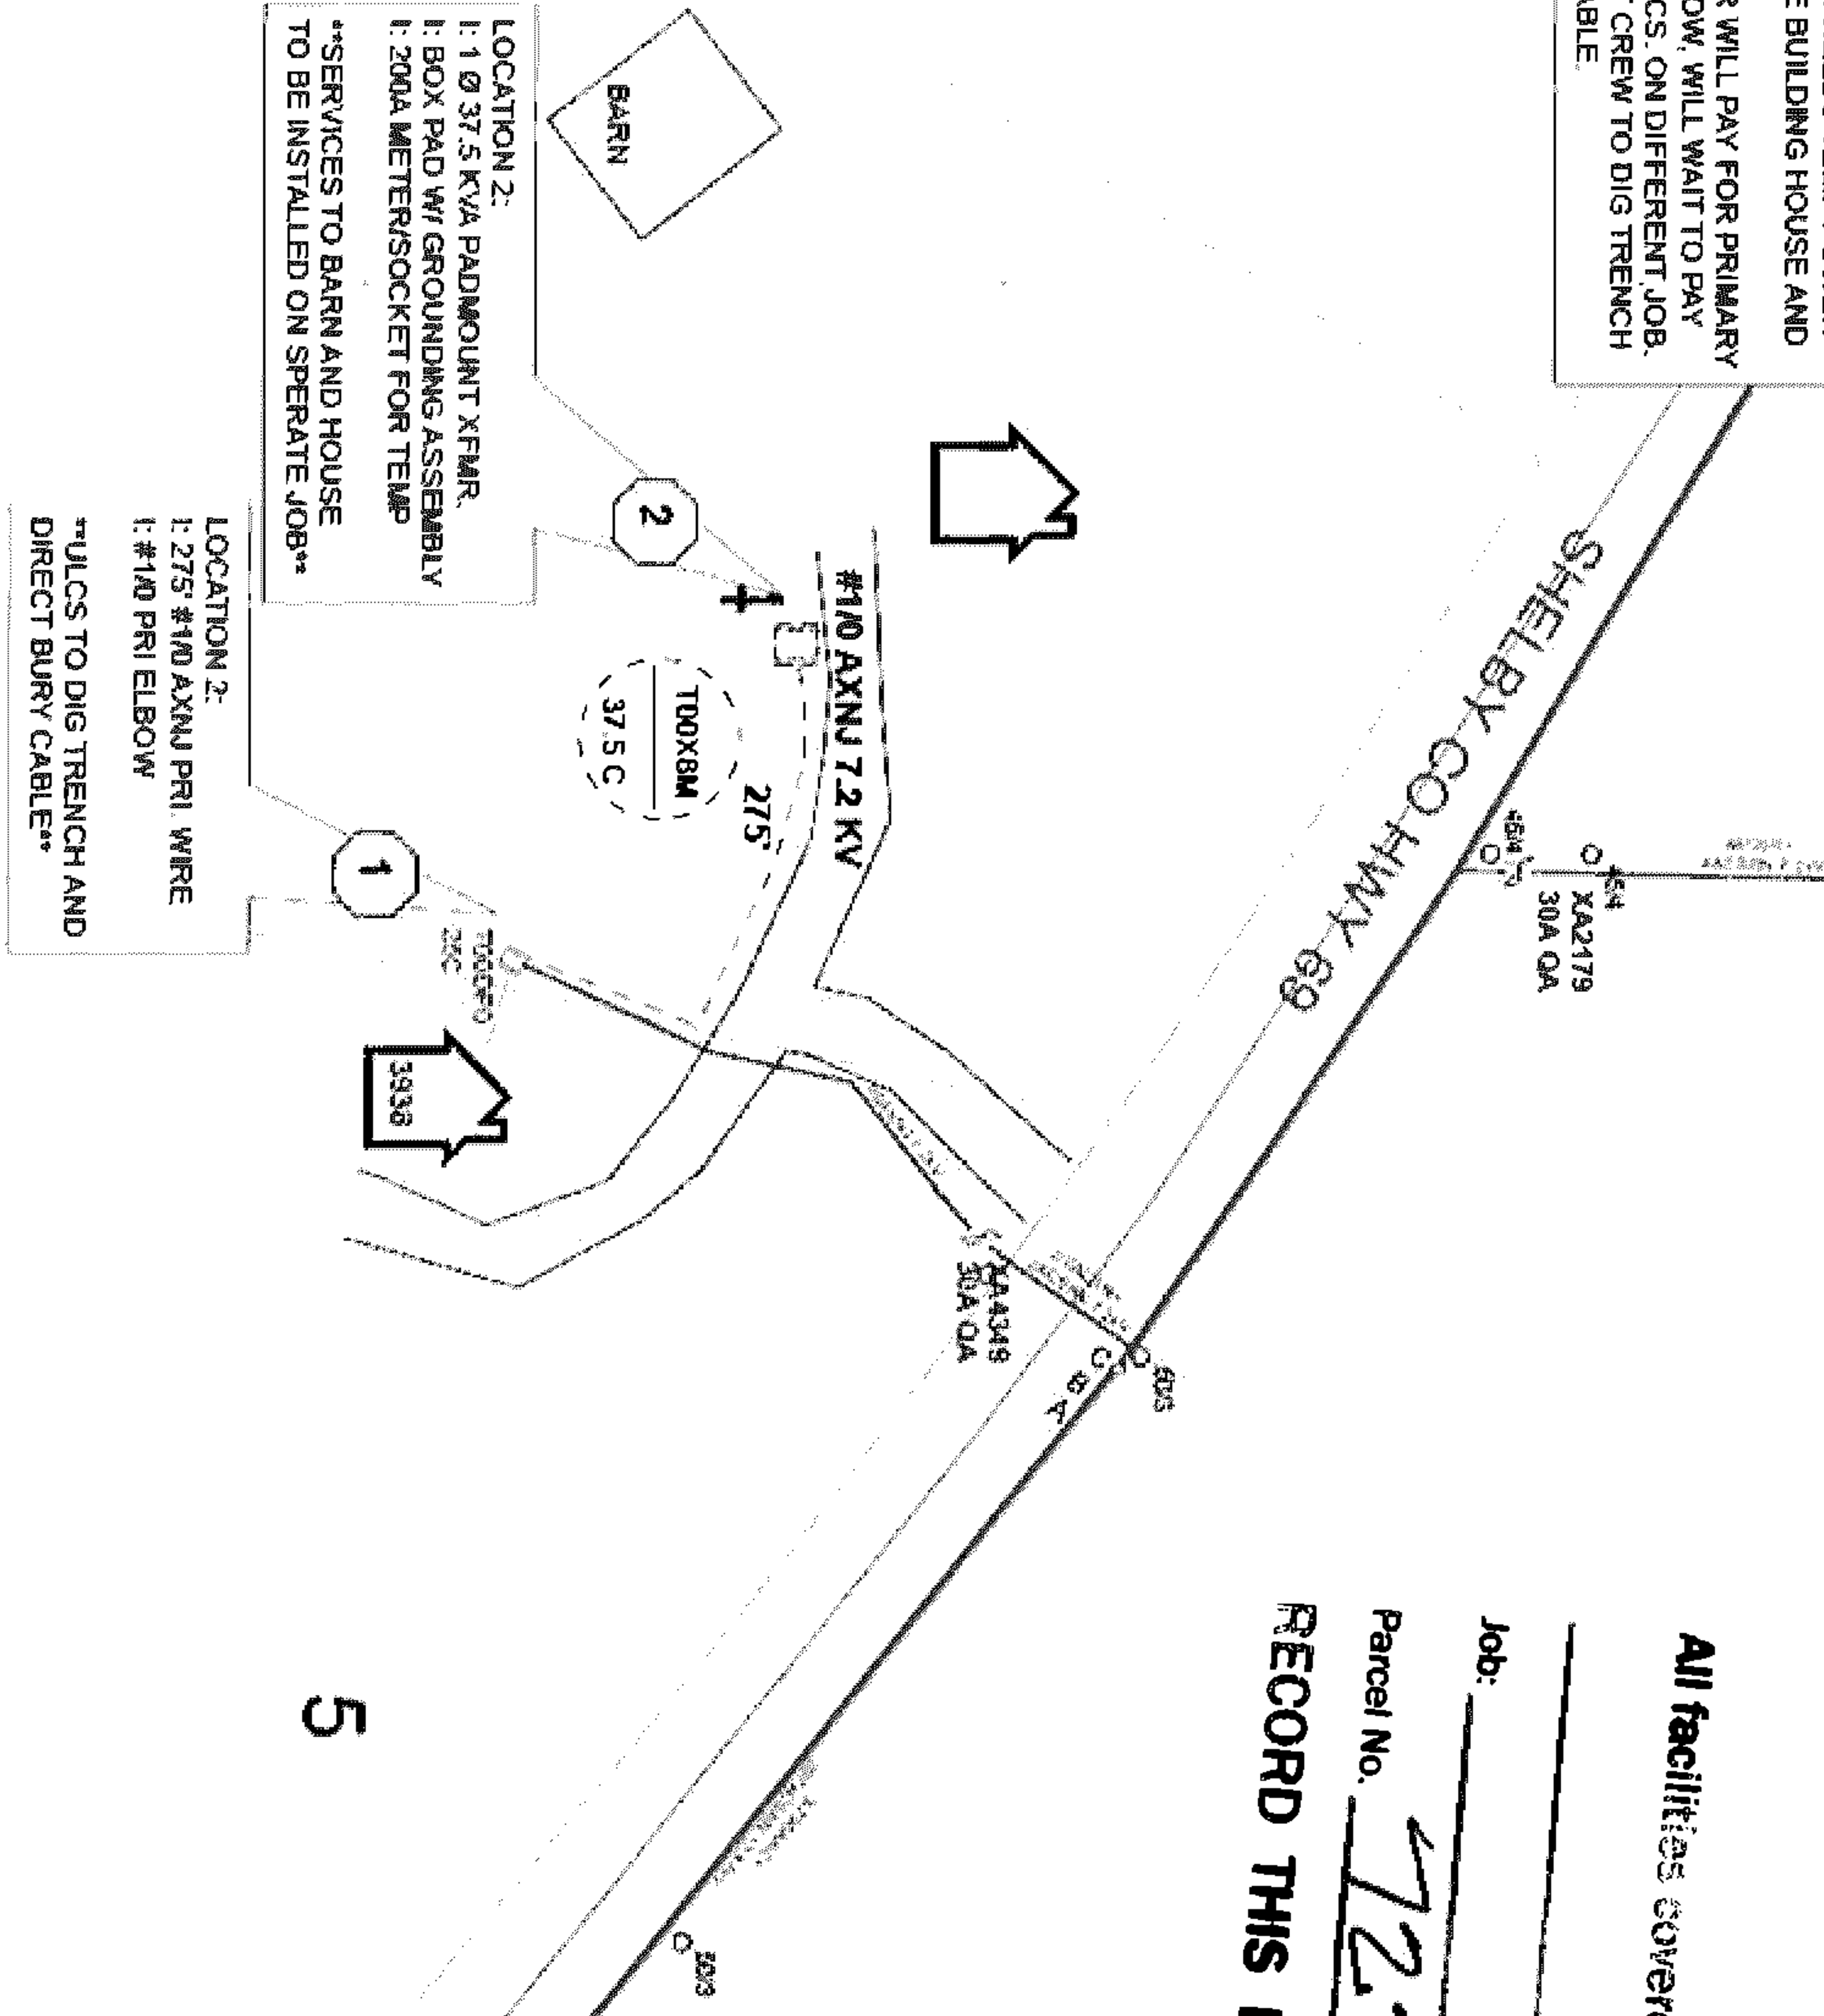 E BUILDING HOUSE AND
R WILL PAY FOR PRIMARY
OW, WILL WAIT TO PAY
CS. ON DIFFERENT JOB.
T CREW TO DIG TRENCH
ABLE.
SHELBY CO HWY 69
454
XA2179
30A QA
All facilities cover
Job:
Parcel No. 722
RECORD THIS
#1/0 AXNJ 7.2 KV
275'
T00X8M
37.5 C
BARN
LOCATION 2:
I: 1 Ø 37.5 KVA PADMOUNT XFMR.
I: BOX PAD W/ GROUNDING ASSEMBLY
I: 200A METER/SOCKET FOR TEMP
**SERVICES TO BARN AND HOUSE
TO BE INSTALLED ON SPERATE JOB**
2
LOCATION 2:
I: 275' #1/0 AXNJ PRI. WIRE
I: #1/0 PRI ELBOW
**ULCS TO DIG TRENCH AND
DIRECT BURY CABLE**
1
25C
3936
XA4349
30A QA
C
B
A
5